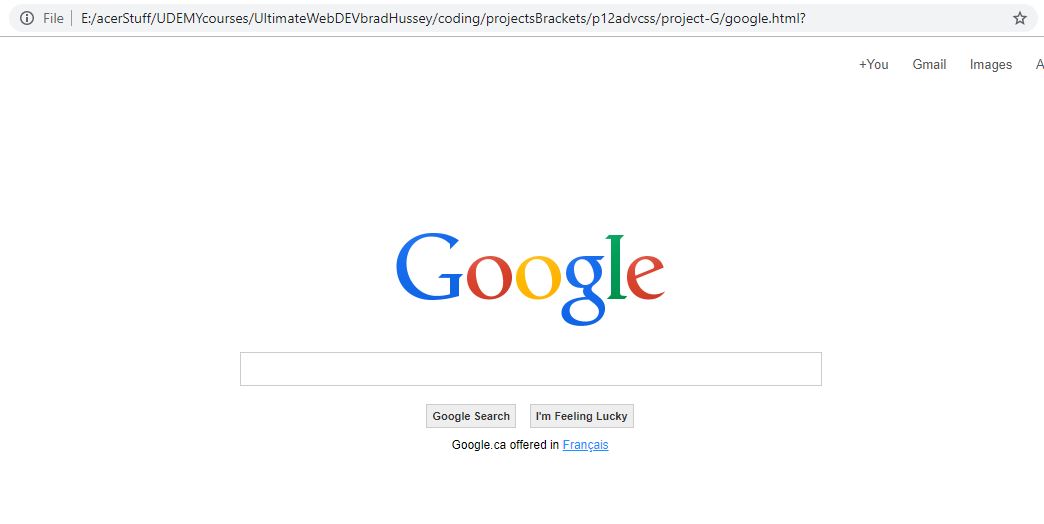 File | E:/acerStuff/UDEMYcourses/UltimateWebDEVbradHussey/coding/projectsBrackets/p12advcss/project-G/google.html?
+You Gmail Images A
Google
Google Search I'm Feeling Lucky
Google.ca offered in Français